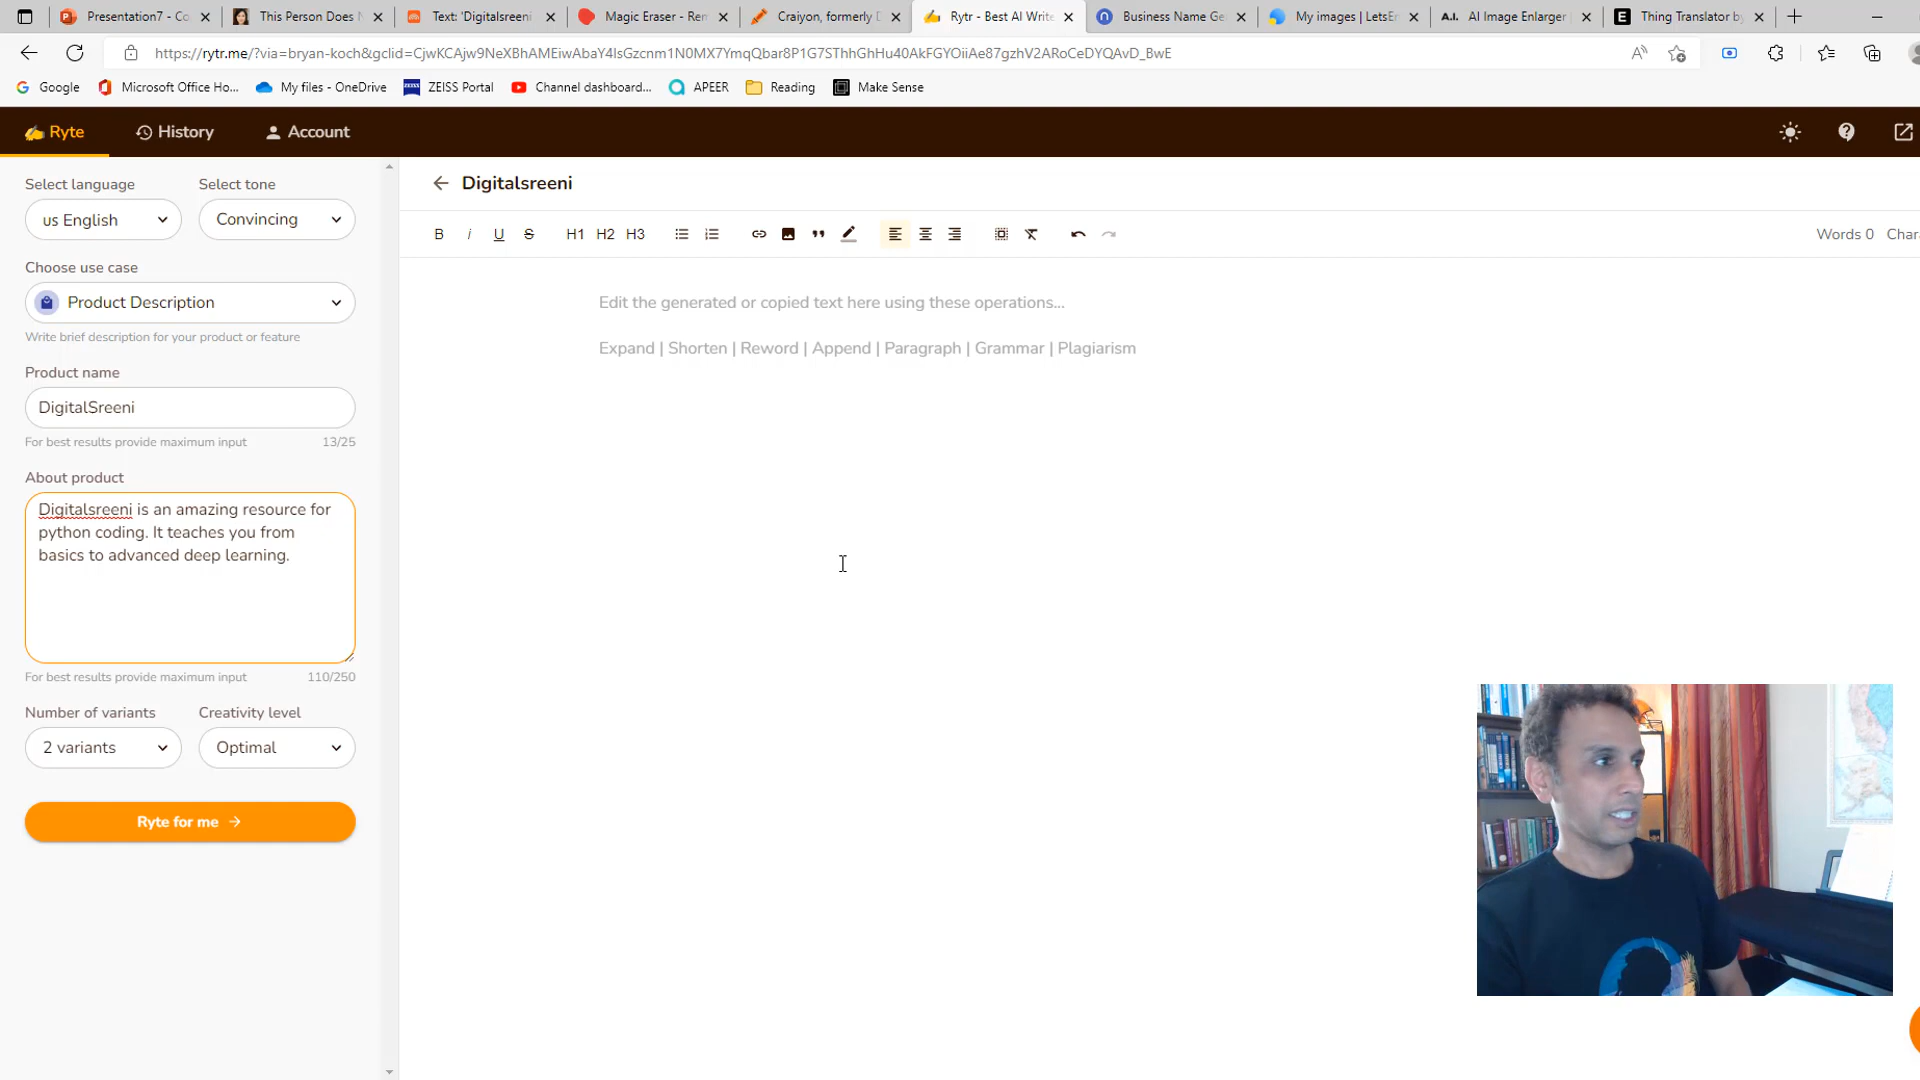 Presentation7 - Co
This Person Does N
Text: 'Digitalsreeni
Magic Eraser - Rem
Craiyon, formerly D
Rytr - Best AI Write
Business Name Ge
My images | LetsEn
A.I. AI Image Enlarger
Thing Translator by
https://rytr.me/?via=bryan-koch&gclid=CjwKCAjw9NeXBhAMEiwAbaY4lsGzcnm1N0MX7YmqQbar8P1G7SThhGhHu40AkFGYOiiAe87gzhV2ARoCeDYQAvD_BwE
Google
Microsoft Office Ho...
My files - OneDrive
ZEISS Portal
Channel dashboard...
APEER
Reading
Make Sense
Ryte
History
Account
Select language
Select tone
us English
Convincing
Choose use case
Product Description
Write brief description for your product or feature
Product name
DigitalSreeni
For best results provide maximum input 13/25
About product
Digitalsreeni is an amazing resource for
python coding. It teaches you from
basics to advanced deep learning.
For best results provide maximum input 110/250
Number of variants
Creativity level
2 variants
Optimal
Ryte for me
Digitalsreeni
B i U S H1 H2 H3
Words 0 Chara
Edit the generated or copied text here using these operations...
Expand | Shorten | Reword | Append | Paragraph | Grammar | Plagiarism